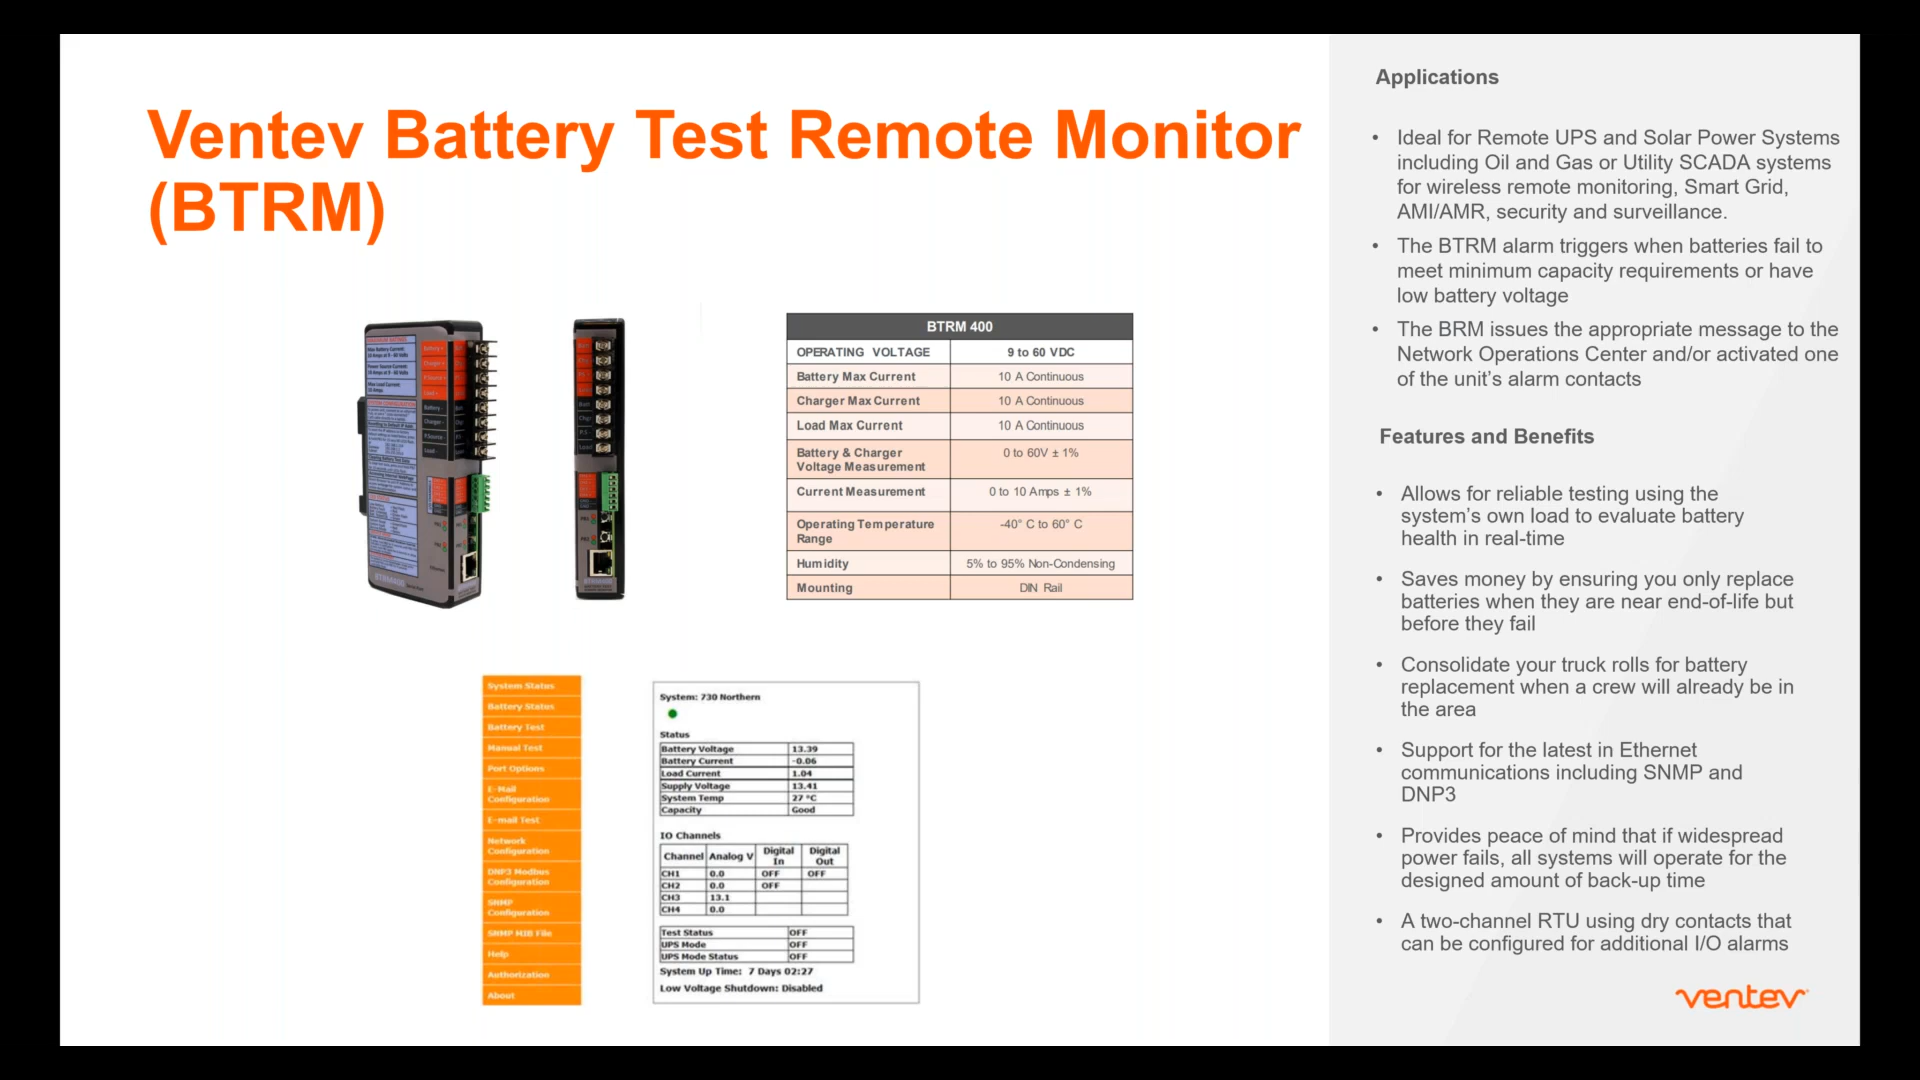 Ventev Battery Test Remote Monitor
(BTRM)
BTRM 400
OPERATING VOLTAGE 9 to 60 VDC
Battery Max Current 10 A Continuous
Charger Max Current 10 A Continuous
Load Max Current 10 A Continuous
Battery & Charger
Voltage Measurement 0 to 60V ± 1%
Current Measurement 0 to 10 Amps ± 1%
Operating Temperature
Range -40° C to 60° C
Humidity 5% to 95% Non-Condensing
Mounting DIN Rail
System Status
Battery Status
Battery Test
Manual Test
Port Options
E-Mail
Configuration
E-mail Test
Network
Configuration
DNP3 Modbus
Configuration
SNMP
Configuration
SNMP MIB File
Help
Authorization
About
System: 730 Northern
Status
Battery Voltage 13.39
Battery Current -0.06
Load Current 1.04
Supply Voltage 13.41
System Temp 27 °C
Capacity Good
IO Channels
Channel Analog V Digital In Digital Out
CH1 0.0 OFF OFF
CH2 0.0 OFF
CH3 13.1
CH4 0.0
Test Status OFF
UPS Mode OFF
UPS Mode Status OFF
System Up Time: 7 Days 02:27
Low Voltage Shutdown: Disabled
Applications
• Ideal for Remote UPS and Solar Power Systems
including Oil and Gas or Utility SCADA systems
for wireless remote monitoring, Smart Grid,
AMI/AMR, security and surveillance.
• The BTRM alarm triggers when batteries fail to
meet minimum capacity requirements or have
low battery voltage
• The BRM issues the appropriate message to the
Network Operations Center and/or activated one
of the unit's alarm contacts
Features and Benefits
• Allows for reliable testing using the
system's own load to evaluate battery
health in real-time
• Saves money by ensuring you only replace
batteries when they are near end-of-life but
before they fail
• Consolidate your truck rolls for battery
replacement when a crew will already be in
the area
• Support for the latest in Ethernet
communications including SNMP and
DNP3
• Provides peace of mind that if widespread
power fails, all systems will operate for the
designed amount of back-up time
• A two-channel RTU using dry contacts that
can be configured for additional I/O alarms
ventev